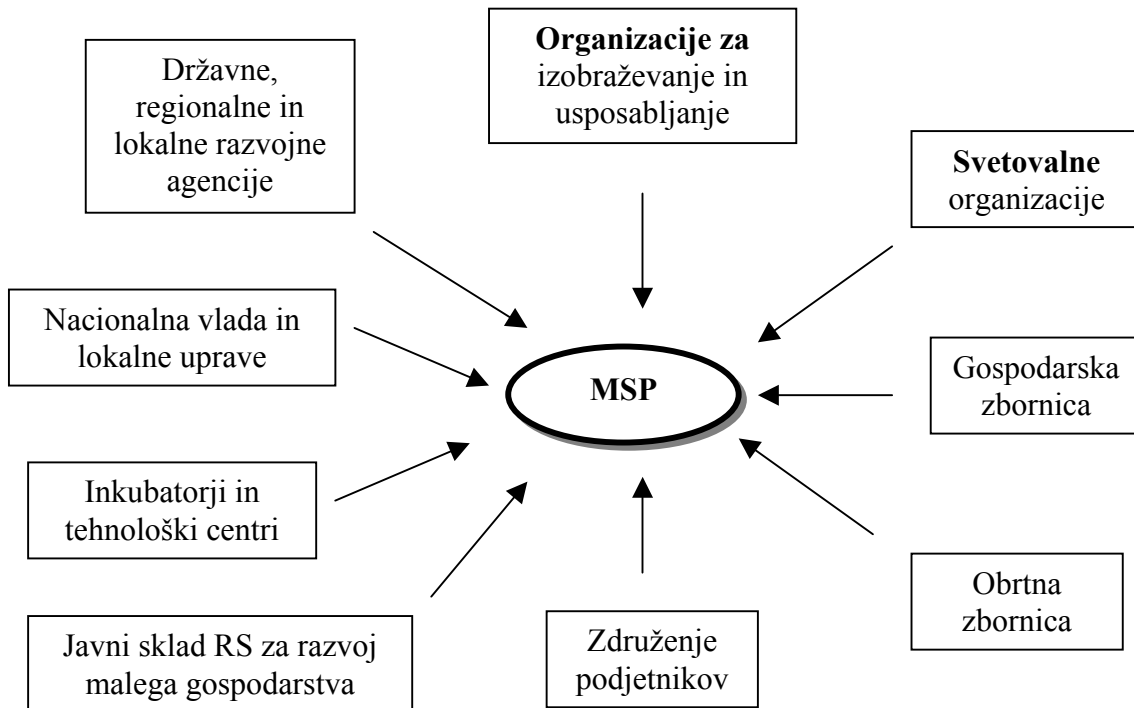 Organizacije za
izobraževanje in
usposabljanje
Državne,
regionalne in
lokalne razvojne
agencije
Svetovalne
organizacije
Nacionalna vlada in
lokalne uprave
MSP
Gospodarska
zbornica
Inkubatorji in
tehnološki centri
Obrtna
zbornica
Javni sklad RS za razvoj
malega gospodarstva
Združenje
podjetnikov